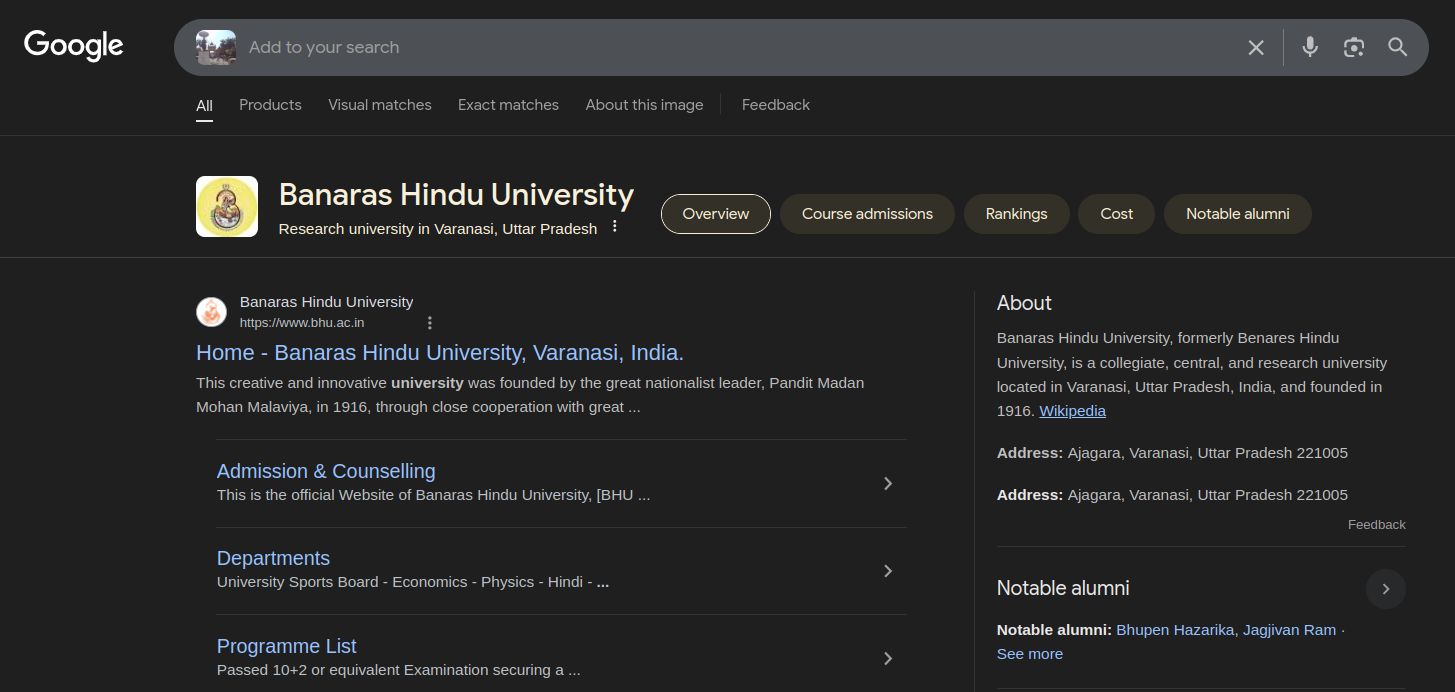 Google
Add to your search
All Products Visual matches Exact matches About this image Feedback
Banaras Hindu University
Research university in Varanasi, Uttar Pradesh
Overview Course admissions Rankings Cost Notable alumni
Banaras Hindu University
https://www.bhu.ac.in
Home - Banaras Hindu University, Varanasi, India.
This creative and innovative university was founded by the great nationalist leader, Pandit Madan
Mohan Malaviya, in 1916, through close cooperation with great ...
Admission & Counselling
This is the official Website of Banaras Hindu University, [BHU ...
Departments
University Sports Board - Economics - Physics - Hindi - ...
Programme List
Passed 10+2 or equivalent Examination securing a ...
About
Banaras Hindu University, formerly Benares Hindu
University, is a collegiate, central, and research university
located in Varanasi, Uttar Pradesh, India, and founded in
1916. Wikipedia
Address: Ajagara, Varanasi, Uttar Pradesh 221005
Address: Ajagara, Varanasi, Uttar Pradesh 221005
Feedback
Notable alumni
Notable alumni: Bhupen Hazarika, Jagjivan Ram ·
See more